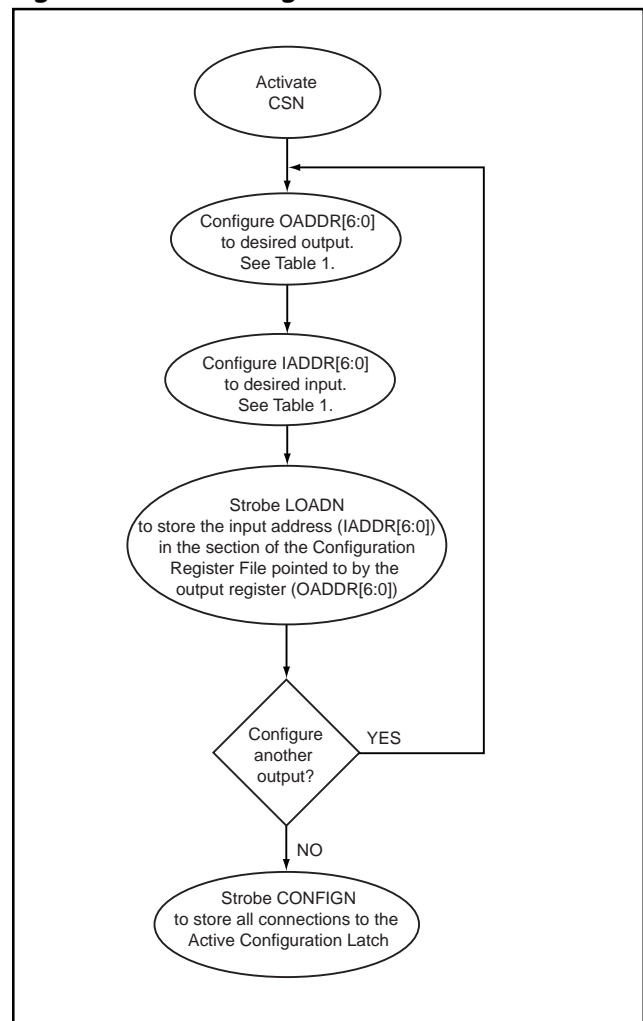 Activate
CSN
Configure OADDR[6:0]
to desired output.
See Table 1.
Configure IADDR[6:0]
to desired input.
See Table 1.
Strobe LOADN
to store the input address (IADDR[6:0])
in the section of the Configuration
Register File pointed to by the
output register (OADDR[6:0])
Configure
another
output?
YES
NO
Strobe CONFIGN
to store all connections to the
Active Configuration Latch